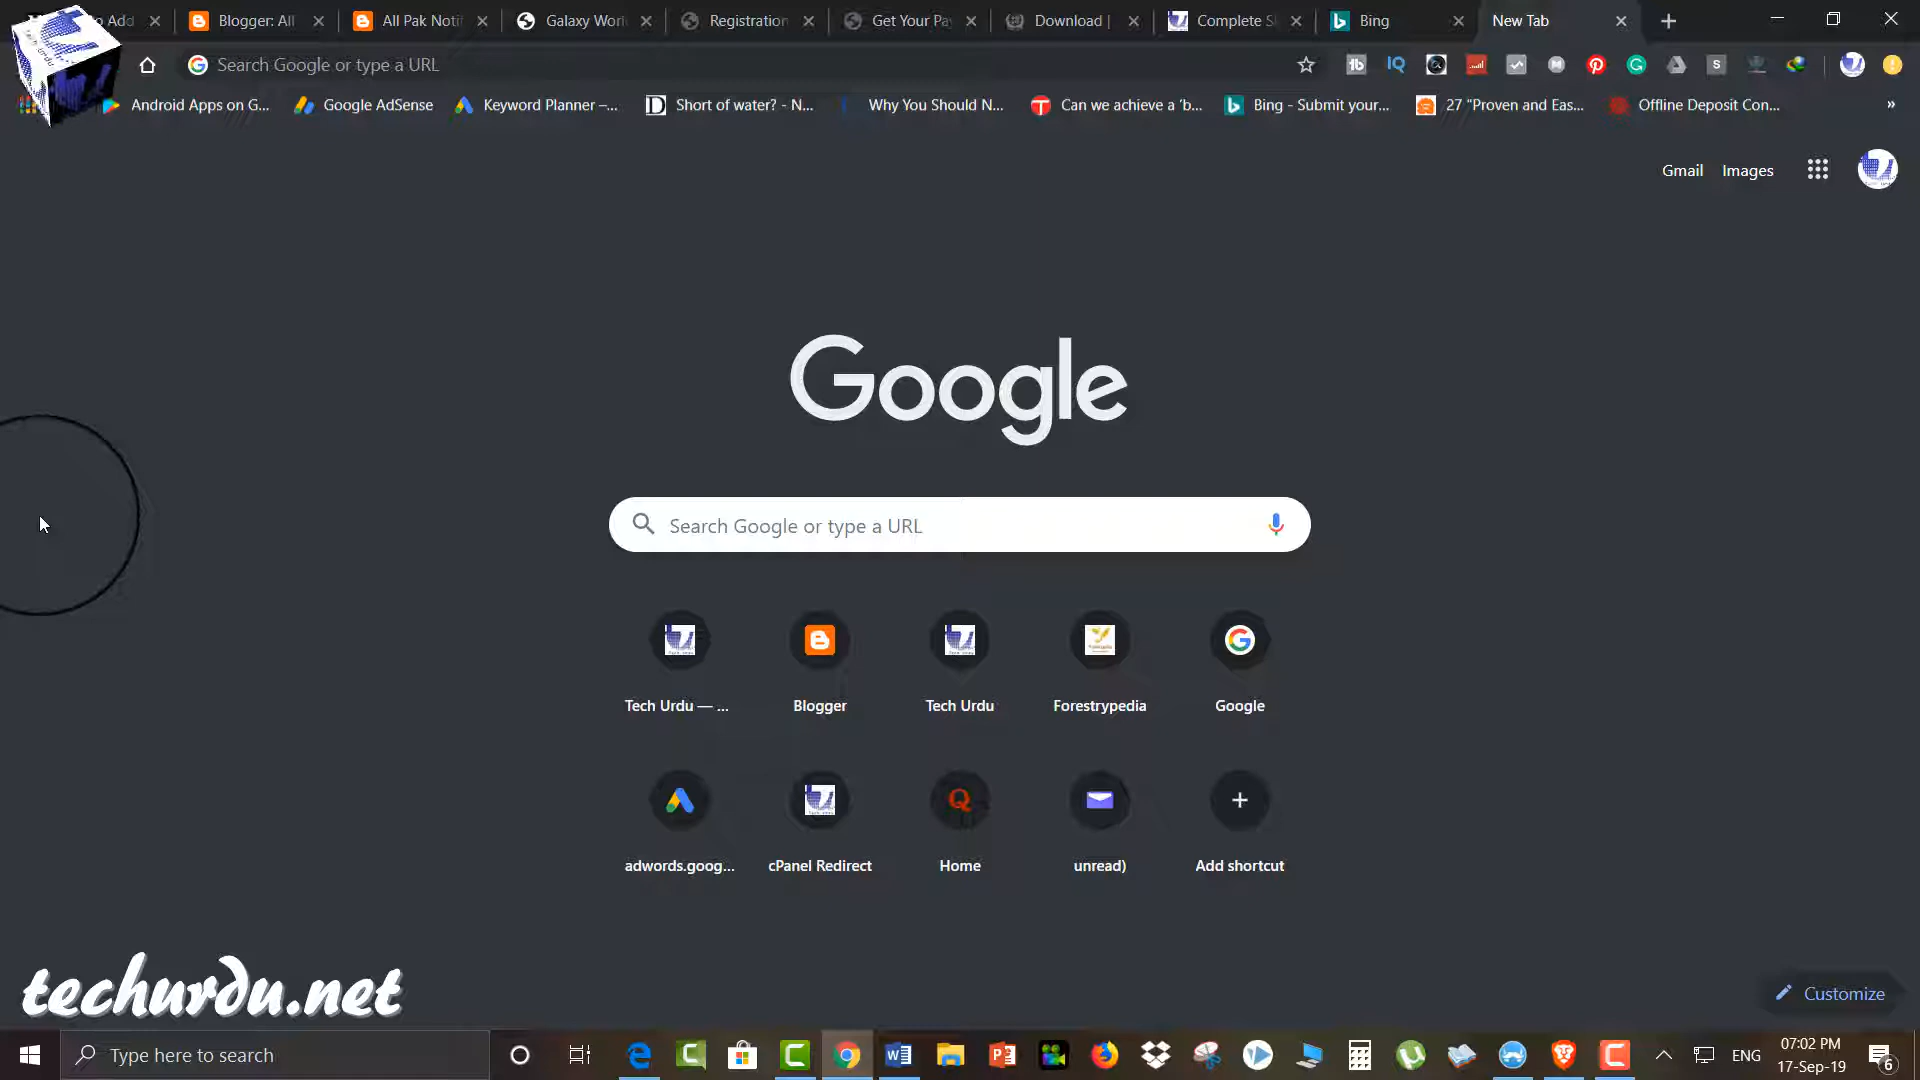 Add
Blogger: All
All Pak Noti
Galaxy Worl
Registration
Get Your Pa
Download |
Complete S
Bing
New Tab
Search Google or type a URL
Android Apps on G...
Google AdSense
Keyword Planner –...
Short of water? - N...
Why You Should N...
Can we achieve a 'b...
Bing - Submit your...
27 "Proven and Eas...
Offline Deposit Con...
»
Gmail
Images
Google
Search Google or type a URL
Tech Urdu — ...
Blogger
Tech Urdu
Forestrypedia
Google
adwords.goog...
cPanel Redirect
Home
unread)
Add shortcut
techurdu.net
Customize
Type here to search
ENG
07:02 PM
17-Sep-19
6